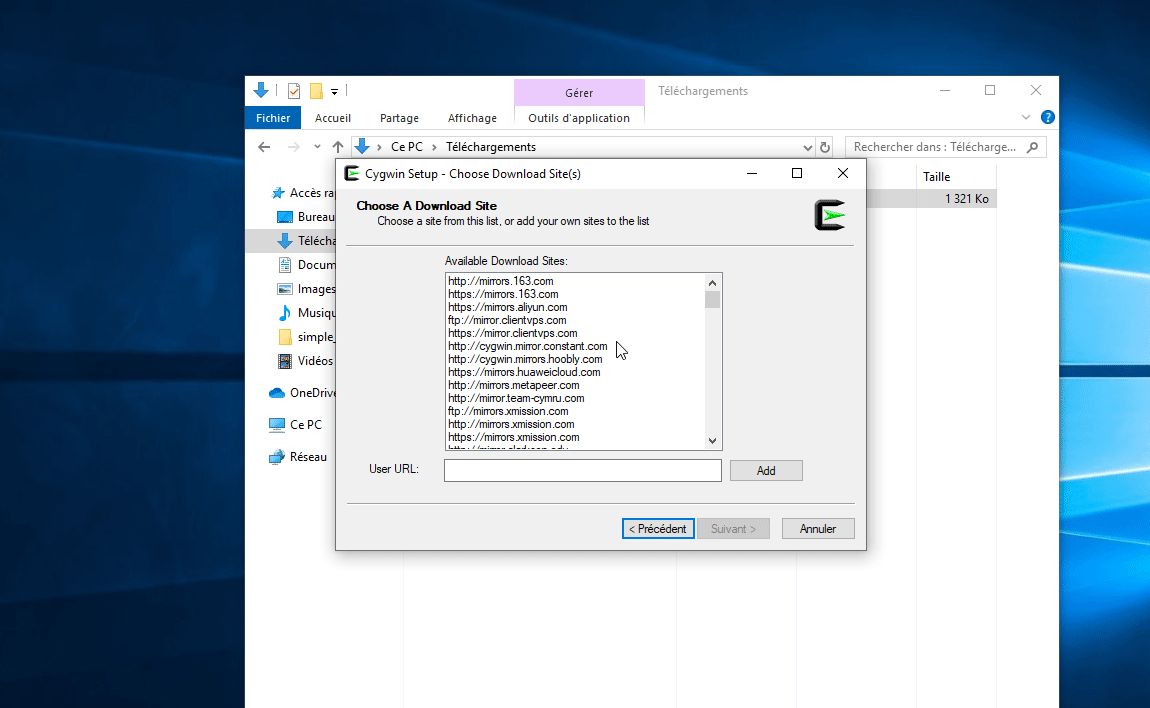 Gérer
Téléchargements
Fichier
Accueil
Partage
Affichage
Outils d'application
Ce PC
Téléchargements
Rechercher dans : Télécharge...
Cygwin Setup - Choose Download Site(s)
Taille
Choose A Download Site
Choose a site from this list, or add your own sites to the list
1 321 Ko
Accès ra
Bureau
Télécha
Docum
Images
Musiqu
simple_
Vidéos
OneDrive
Ce PC
Réseau
Available Download Sites:
http://mirrors.163.com
https://mirrors.163.com
https://mirrors.aliyun.com
ftp://mirror.clientvps.com
https://mirror.clientvps.com
http://cygwin.mirror.constant.com
http://cygwin.mirrors.hoobly.com
https://mirrors.huaweicloud.com
http://mirrors.metapeer.com
http://mirror.team-cymru.com
ftp://mirrors.xmission.com
http://mirrors.xmission.com
https://mirrors.xmission.com
User URL:
Add
< Précédent
Suivant >
Annuler